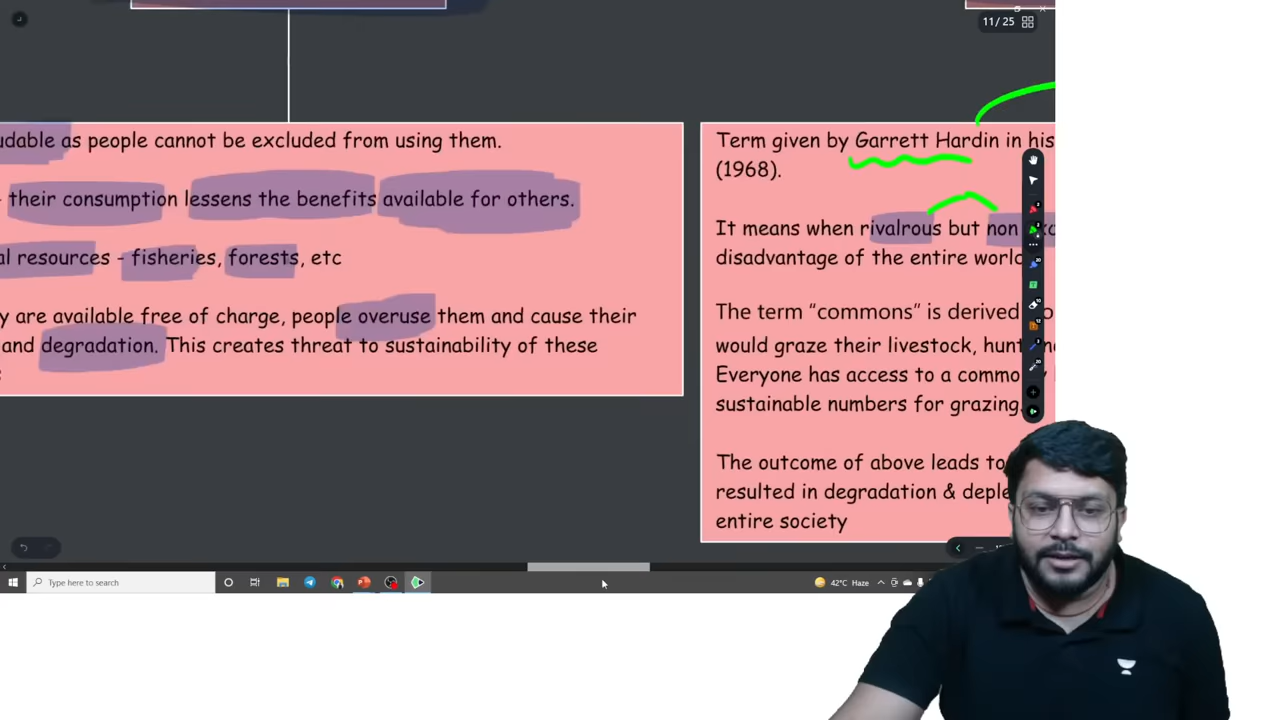 11/ 25
udable as people cannot be excluded from using them.
- their consumption lessens the benefits available for others.
al resources - fisheries, forests, etc
y are available free of charge, people overuse them and cause their
and degradation. This creates threat to sustainability of these
Term given by Garrett Hardin in his
(1968).
It means when rivalrous but non
disadvantage of the entire world
The term “commons” is derived
would graze their livestock, hunt
Everyone has access to a common
sustainable numbers for grazing.
The outcome of above leads to
resulted in degradation & deple
entire society
Type here to search
42°C Haze